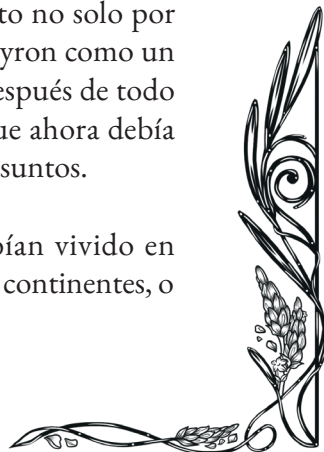 to no solo por
yron como un
espués de todo
ue ahora debía
suntos.
bían vivido en
continentes, o